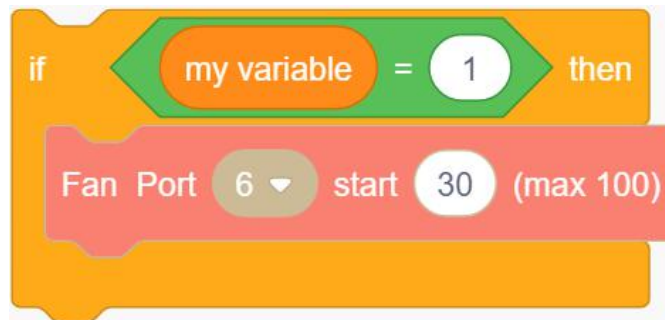 if my variable = 1 then
Fan Port 6 start 30 (max 100)